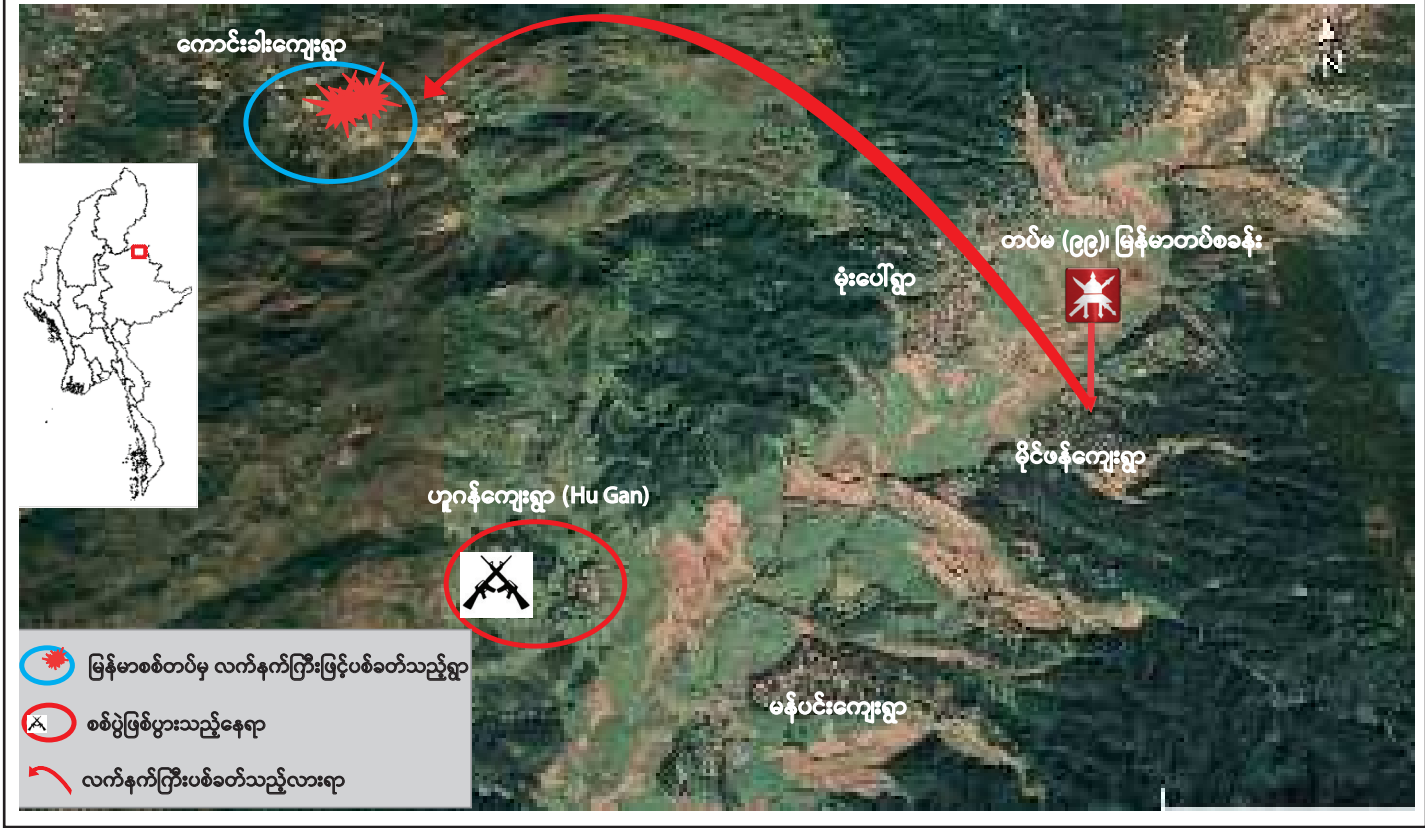 ကောင်းခါးကျေးရွာ
N
တပ်မ (၉၉)၊ မြန်မာတပ်စခန်း
မုံးပေါ်ရွာ
မိုင်ဖန်ကျေးရွာ
ဟူဂန်ကျေးရွာ (Hu Gan)
မန်ပင်းကျေးရွာ
မြန်မာစစ်တပ်မှ လက်နက်ကြီးဖြင့်ပစ်ခတ်သည့်ရွာ
စစ်ပွဲဖြစ်ပွားသည့်နေရာ
လက်နက်ကြီးပစ်ခတ်သည့်လားရာ